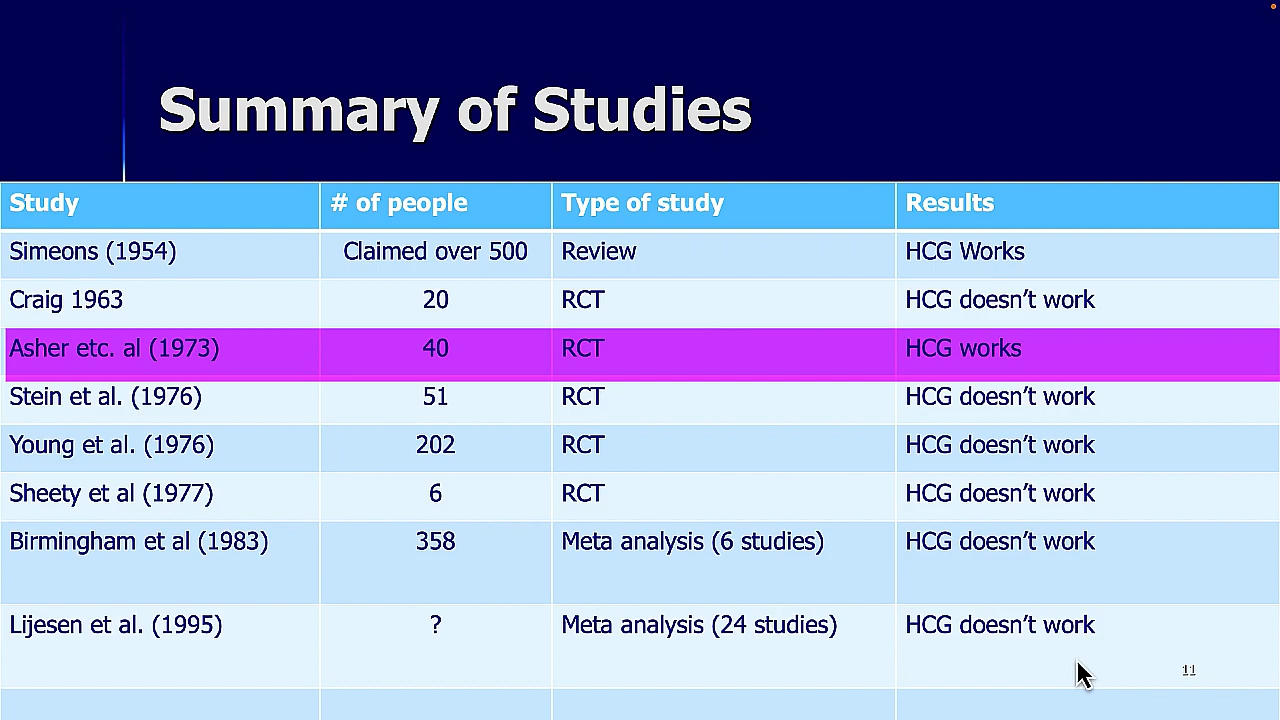 Summary of Studies
Study # of people Type of study Results
Simeons (1954) Claimed over 500 Review HCG Works
Craig 1963 20 RCT HCG doesn’t work
Asher etc. al (1973) 40 RCT HCG works
Stein et al. (1976) 51 RCT HCG doesn’t work
Young et al. (1976) 202 RCT HCG doesn’t work
Sheety et al (1977) 6 RCT HCG doesn’t work
Birmingham et al (1983) 358 Meta analysis (6 studies) HCG doesn’t work
Lijesen et al. (1995) ? Meta analysis (24 studies) HCG doesn’t work
11